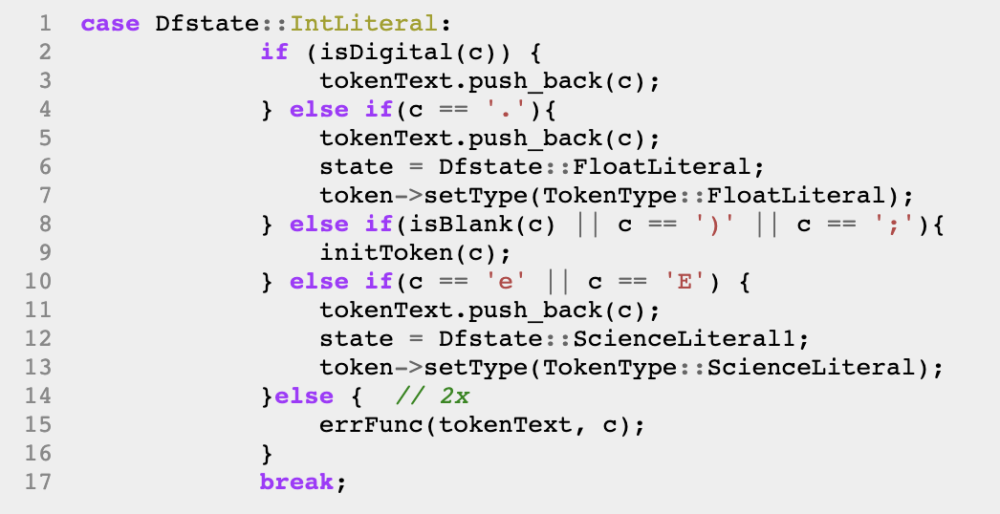 1 case Dfstate::IntLiteral:
2 if (isDigital(c)) {
3 tokenText.push_back(c);
4 } else if(c == '.'){
5 tokenText.push_back(c);
6 state = Dfstate::FloatLiteral;
7 token->setType(TokenType::FloatLiteral);
8 } else if(isBlank(c) || c == ')' || c == ';'){
9 initToken(c);
10 } else if(c == 'e' || c == 'E') {
11 tokenText.push_back(c);
12 state = Dfstate::ScienceLiteral1;
13 token->setType(TokenType::ScienceLiteral);
14 }else { // 2x
15 errFunc(tokenText, c);
16 }
17 break;